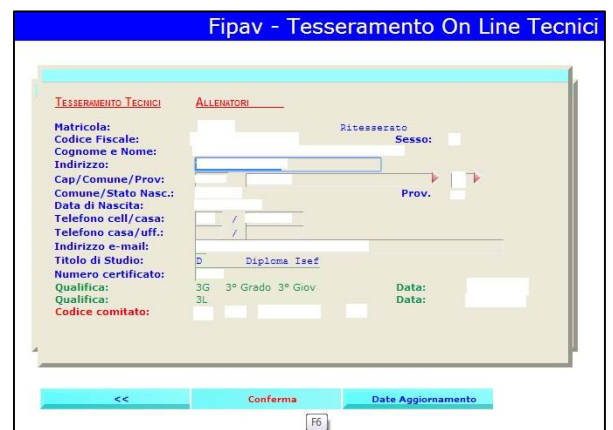 Fipav - Tesseramento On Line Tecnici
Tesseramento Tecnici Allenatori
Matricola: Ritesserato
Codice Fiscale: Sesso:
Cognome e Nome:
Indirizzo:
Cap/Comune/Prov:
Comune/Stato Nasc.: Prov.
Data di Nascita:
Telefono cell/casa: /
Telefono casa/uff.: /
Indirizzo e-mail:
Titolo di Studio: D Diploma Isef
Numero certificato:
Qualifica: 3G 3º Grado 3º Giov Data:
Qualifica: 3L Data:
Codice comitato:
<< Conferma Date Aggiornamento
F6